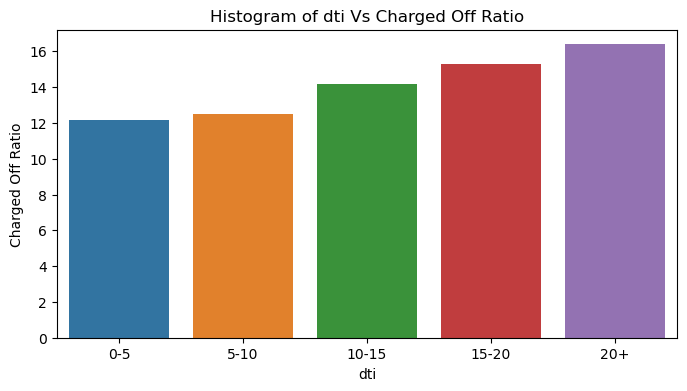 Histogram of dti Vs Charged Off Ratio
Charged Off Ratio
16
14
12
10
8
6
4
2
0
0-5 5-10 10-15 15-20 20+
dti